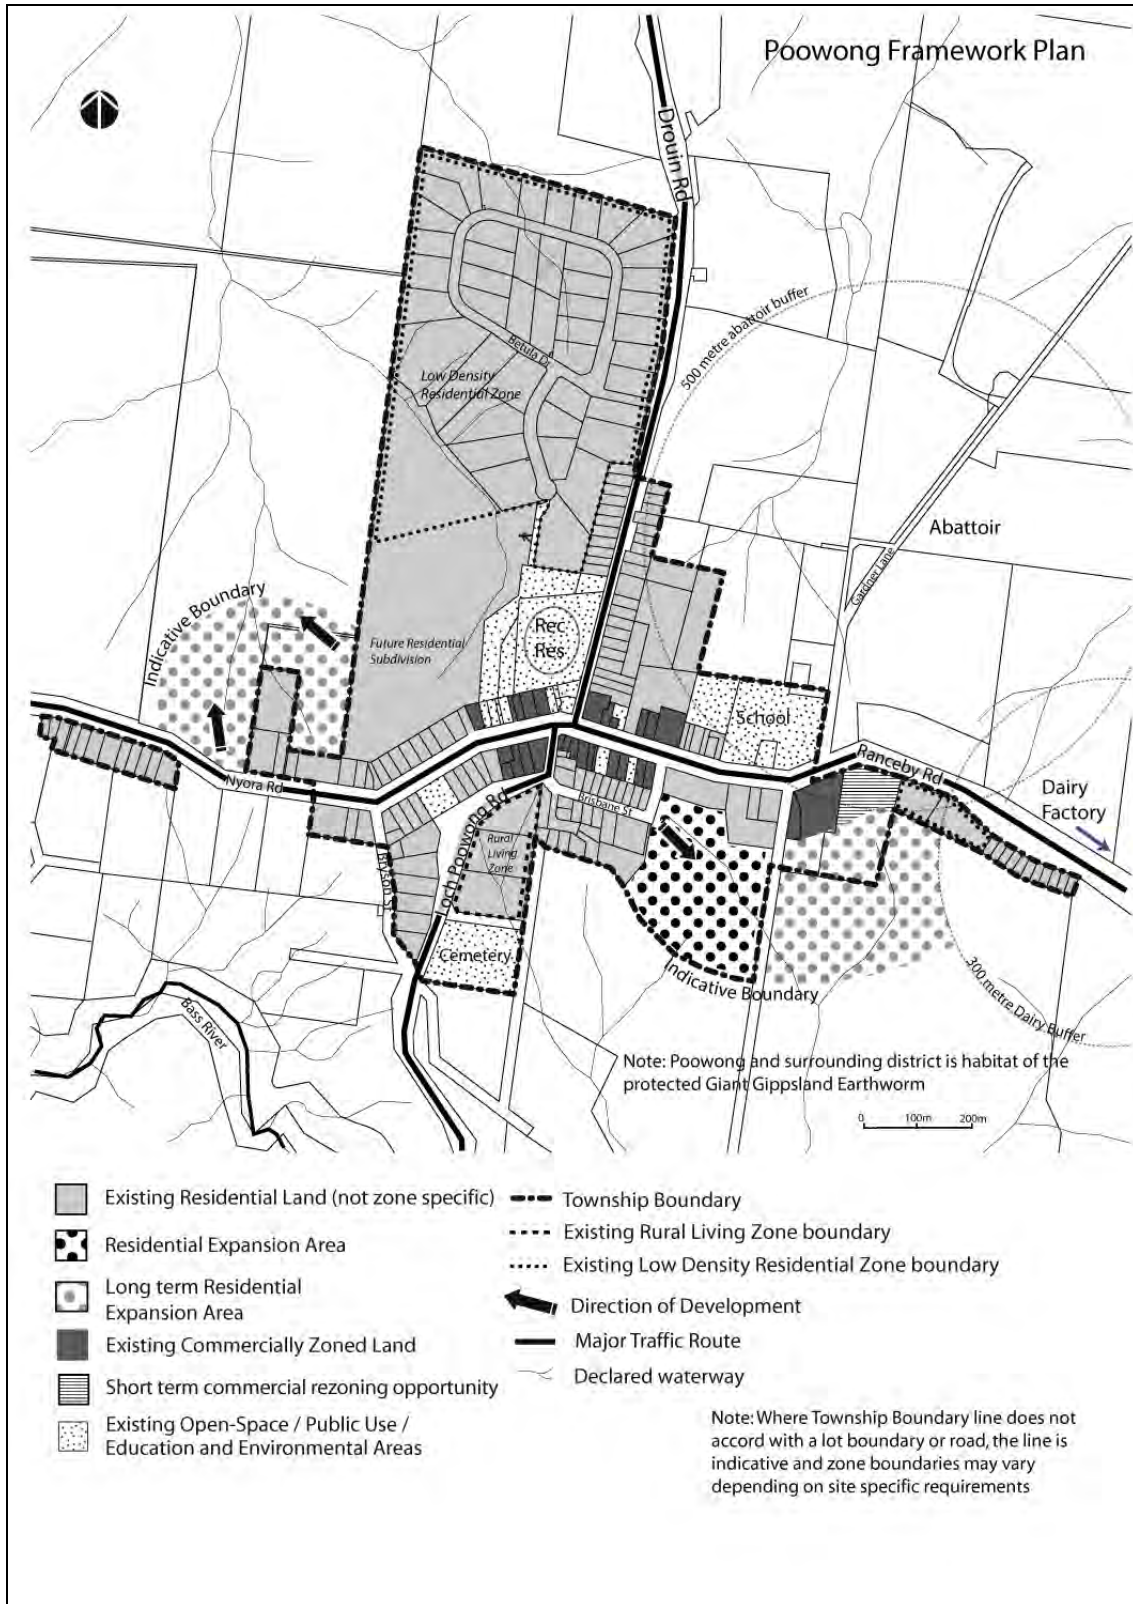 Poowong Framework Plan
Drouin Rd
500 metre abattoir buffer
Betula Dr
Low Density
Residential Zone
Abattoir
Gardner Lane
Indicative Boundary
Rec
Res
Future Residential
Subdivision
School
Ranceby Rd
Nyora Rd
Dairy
Factory
Brisbane St
Loch Poowong Rd
Rural
Living
Zone
Bryson ST
Cemetery
Indicative Boundary
300 metre Dairy Buffer
Bass River
Note: Poowong and surrounding district is habitat of the
protected Giant Gippsland Earthworm
0 100m 200m
Existing Residential Land (not zone specific)
Residential Expansion Area
Long term Residential
Expansion Area
Existing Commercially Zoned Land
Short term commercial rezoning opportunity
Existing Open-Space / Public Use /
Education and Environmental Areas
Township Boundary
Existing Rural Living Zone boundary
Existing Low Density Residential Zone boundary
Direction of Development
Major Traffic Route
Declared waterway
Note: Where Township Boundary line does not
accord with a lot boundary or road, the line is
indicative and zone boundaries may vary
depending on site specific requirements